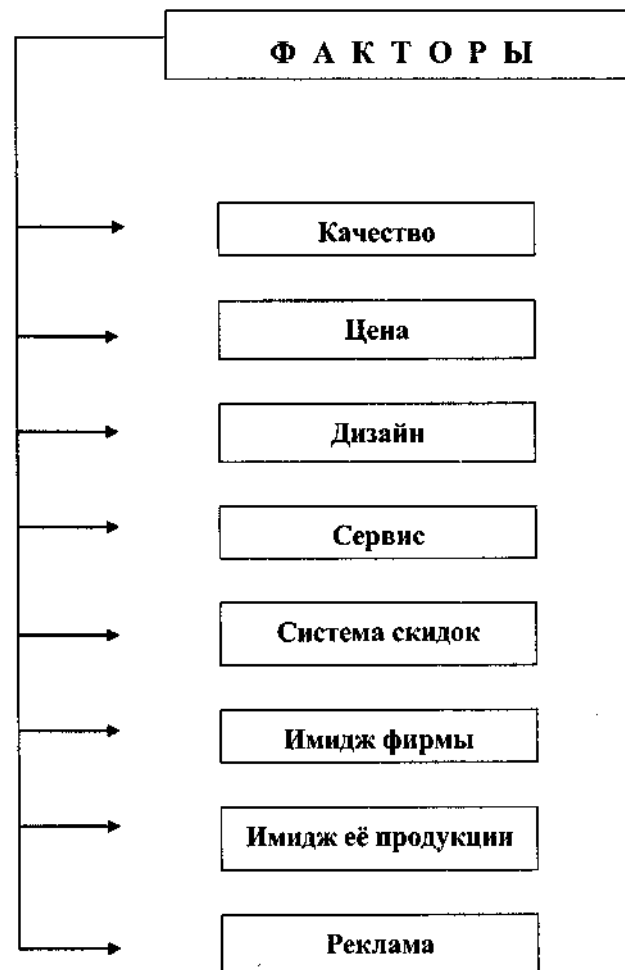 Ф А К Т О Р Ы
Качество
Цена
Дизайн
Сервис
Система скидок
Имидж фирмы
Имидж её продукции
Реклама